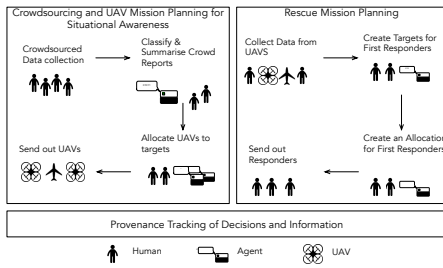 Crowdsourcing and UAV Mission Planning for
Situational Awareness
Crowdsourced
Data collection
Classify &
Summarise Crowd
Reports
Send out UAVs
Allocate UAVs to
targets
Rescue Mission Planning
Collect Data from
UAVS
Create Targets for
First Responders
Send out
Responders
Create an Allocation
for First Responders
Provenance Tracking of Decisions and Information
Human
Agent
UAV